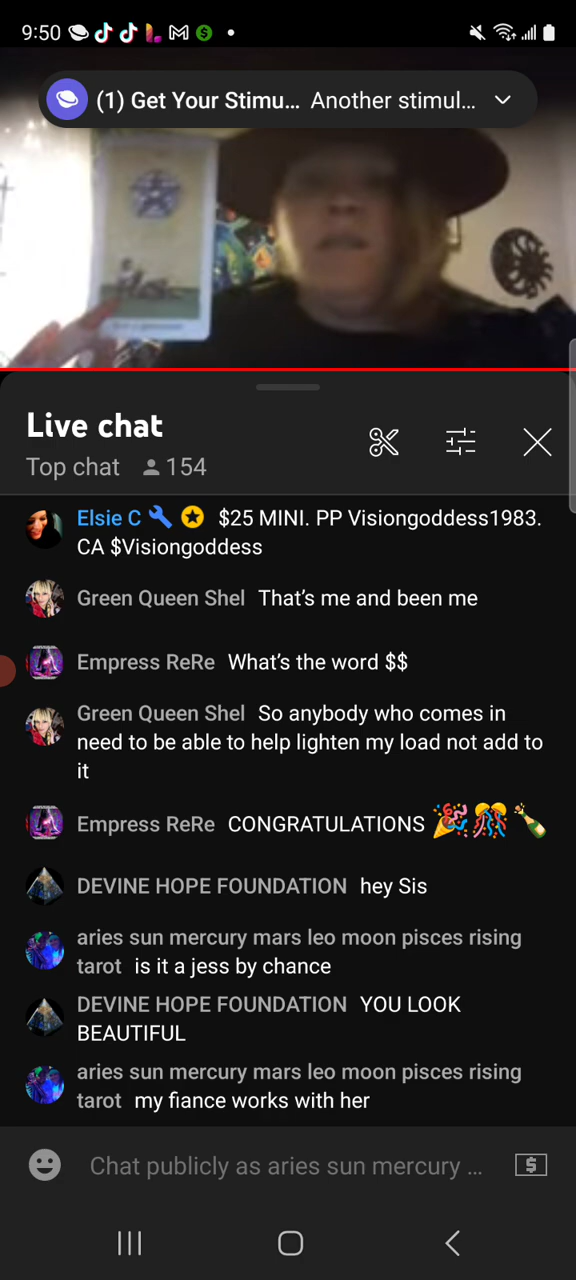 9:50
(1) Get Your Stimu... Another stimul...
Live chat
Top chat 154
Elsie C $25 MINI. PP Visiongoddess1983.
CA $Visiongoddess
Green Queen Shel That’s me and been me
Empress ReRe What’s the word $$
Green Queen Shel So anybody who comes in
need to be able to help lighten my load not add to
it
Empress ReRe CONGRATULATIONS 🎉🎊🍾
DEVINE HOPE FOUNDATION hey Sis
aries sun mercury mars leo moon pisces rising
tarot is it a jess by chance
DEVINE HOPE FOUNDATION YOU LOOK
BEAUTIFUL
aries sun mercury mars leo moon pisces rising
tarot my fiance works with her
Chat publicly as aries sun mercury ...